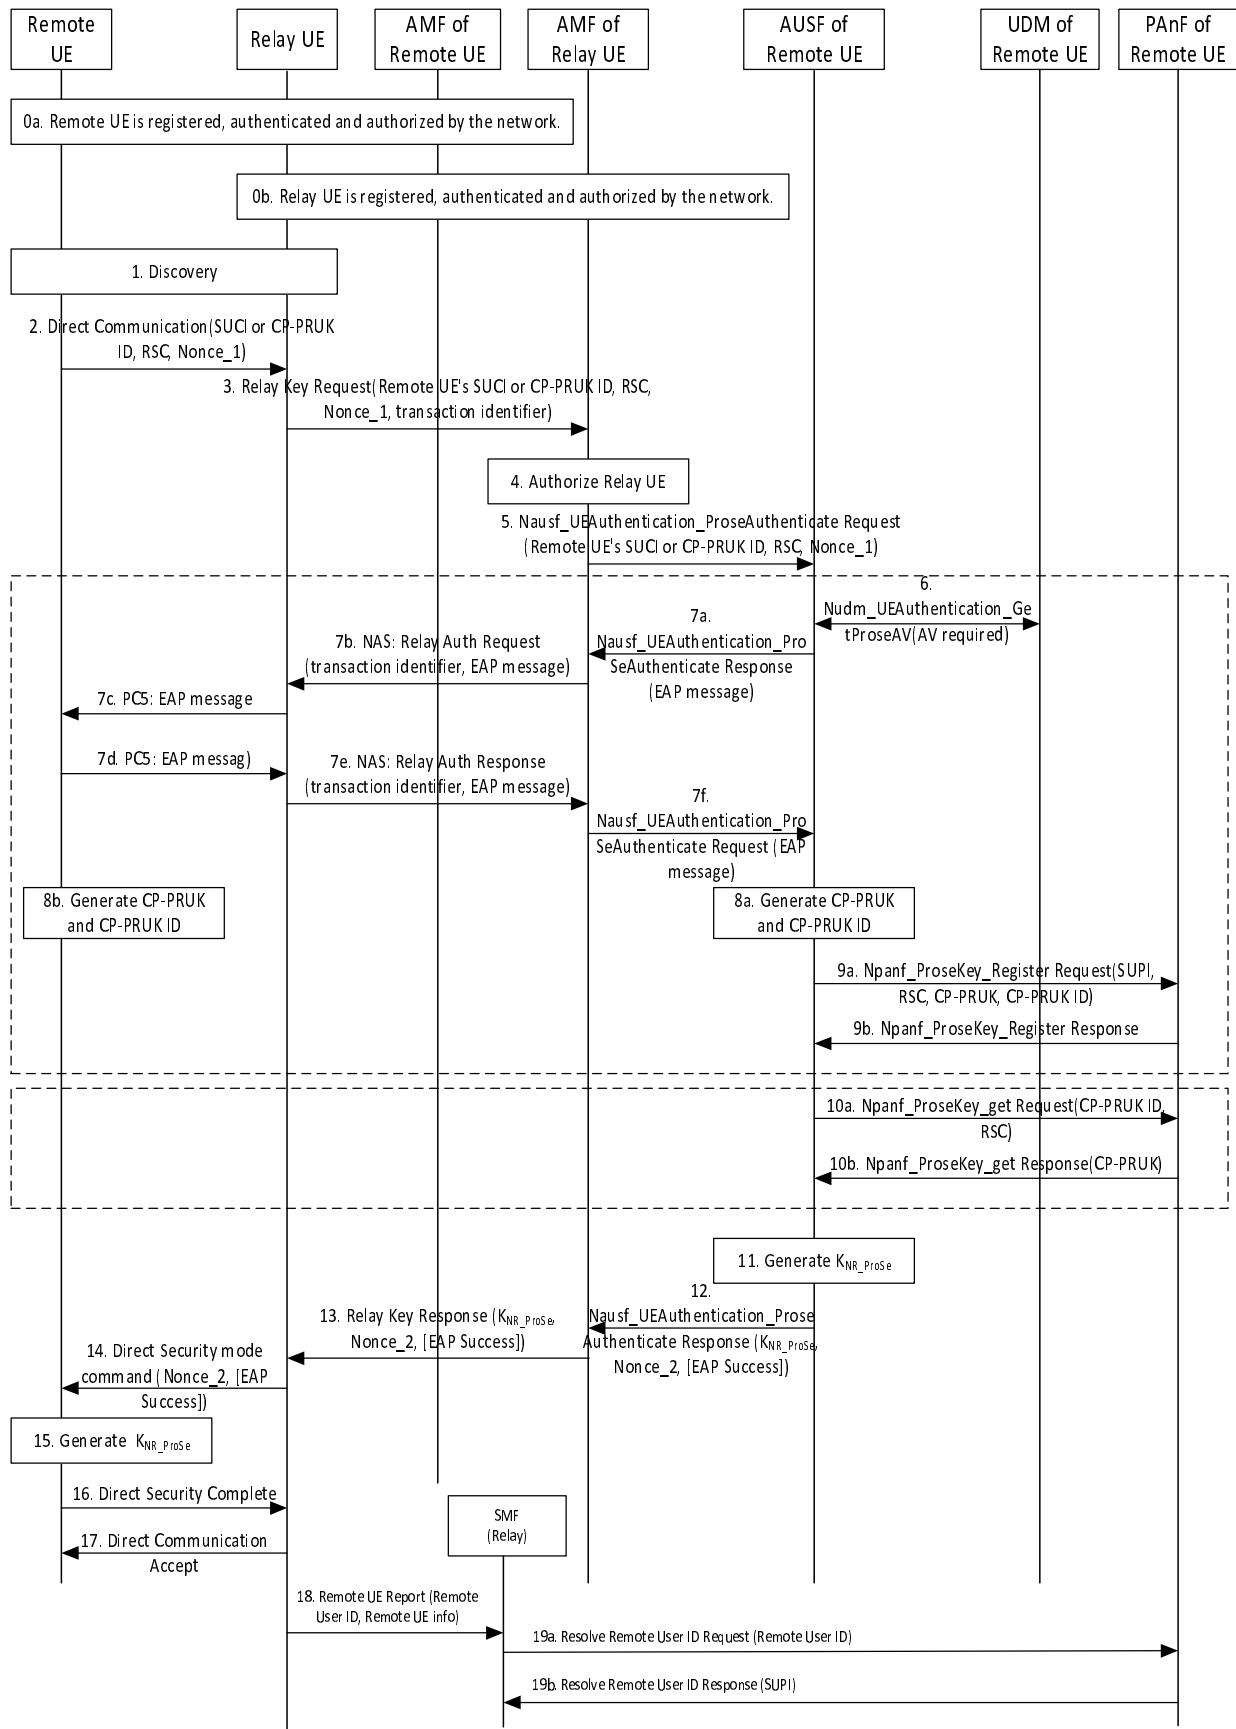 Remote
UE
Relay UE
AMF of
Remote UE
AMF of
Relay UE
AUSF of
Remote UE
UDM of
Remote UE
PAnF of
Remote UE
0a. Remote UE is registered, authenticated and authorized by the network.
0b. Relay UE is registered, authenticated and authorized by the network.
1. Discovery
2. Direct Communication(SUCI or CP-PRUK
ID, RSC, Nonce_1)
3. Relay Key Request(Remote UE's SUCI or CP-PRUK ID, RSC,
Nonce_1, transaction identifier)
4. Authorize Relay UE
5. Nausf_UEAuthentication_ProseAuthenticate Request
(Remote UE's SUCI or CP-PRUK ID, RSC, Nonce_1)
6.
Nudm_UEAuthentication_Ge
tProseAV(AV required)
7a.
Nausf_UEAuthentication_Pro
SeAuthenticate Response
(EAP message)
7b. NAS: Relay Auth Request
(transaction identifier, EAP message)
7c. PC5: EAP message
7d. PC5: EAP messag)
7e. NAS: Relay Auth Response
(transaction identifier, EAP message)
7f.
Nausf_UEAuthentication_Pro
SeAuthenticate Request (EAP
message)
8b. Generate CP-PRUK
and CP-PRUK ID
8a. Generate CP-PRUK
and CP-PRUK ID
9a. Npanf_ProseKey_Register Request(SUPI,
RSC, CP-PRUK, CP-PRUK ID)
9b. Npanf_ProseKey_Register Response
10a. Npanf_ProseKey_get Request(CP-PRUK ID,
RSC)
10b. Npanf_ProseKey_get Response(CP-PRUK)
11. Generate KNR_ProSe
12.
Nausf_UEAuthentication_Prose
Authenticate Response (KNR_ProSe,
Nonce_2, [EAP Success])
13. Relay Key Response (KNR_ProSe,
Nonce_2, [EAP Success])
14. Direct Security mode
command (Nonce_2, [EAP
Success])
15. Generate KNR_ProSe
16. Direct Security Complete
17. Direct Communication
Accept
SMF
(Relay)
18. Remote UE Report (Remote
User ID, Remote UE info)
19a. Resolve Remote User ID Request (Remote User ID)
19b. Resolve Remote User ID Response (SUPI)